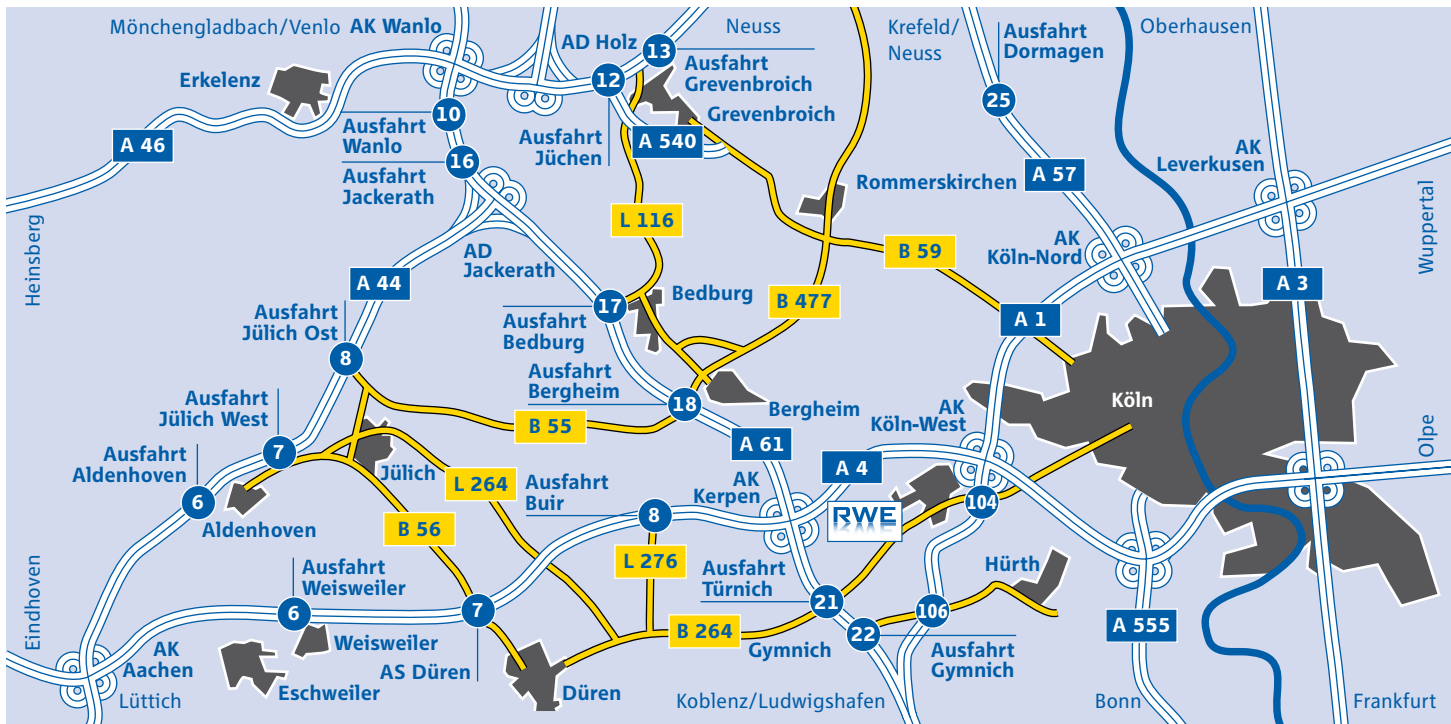 Mönchengladbach/Venlo
AK Wanlo
AD Holz
13
Neuss
Krefeld/
Neuss
Ausfahrt
Dormagen
Oberhausen
Erkelenz
12
Ausfahrt
Grevenbroich
Grevenbroich
25
10
Ausfahrt
Wanlo
Ausfahrt
Jüchen
A 540
A 46
16
Ausfahrt
Jackerath
AK
Leverkusen
Rommerskirchen
A 57
Wuppertal
L 116
B 59
AK
Köln-Nord
Heinsberg
AD
Jackerath
A 44
A 3
Ausfahrt
Jülich Ost
17
Bedburg
B 477
Ausfahrt
Bedburg
A 1
8
Ausfahrt
Bergheim
18
Bergheim
Köln
Ausfahrt
Jülich West
B 55
AK
Köln-West
7
Ausfahrt
Aldenhoven
A 61
A 4
Olpe
Jülich
L 264
Ausfahrt
Buir
AK
Kerpen
6
Aldenhoven
B 56
8
RWE
104
Eindhoven
Ausfahrt
Weisweiler
L 276
Ausfahrt
Türnich
Hürth
6
7
21
106
A 555
Weisweiler
B 264
Gymnich
22
Ausfahrt
Gymnich
AK
Aachen
AS Düren
Eschweiler
Düren
Lüttich
Koblenz/Ludwigshafen
Bonn
Frankfurt